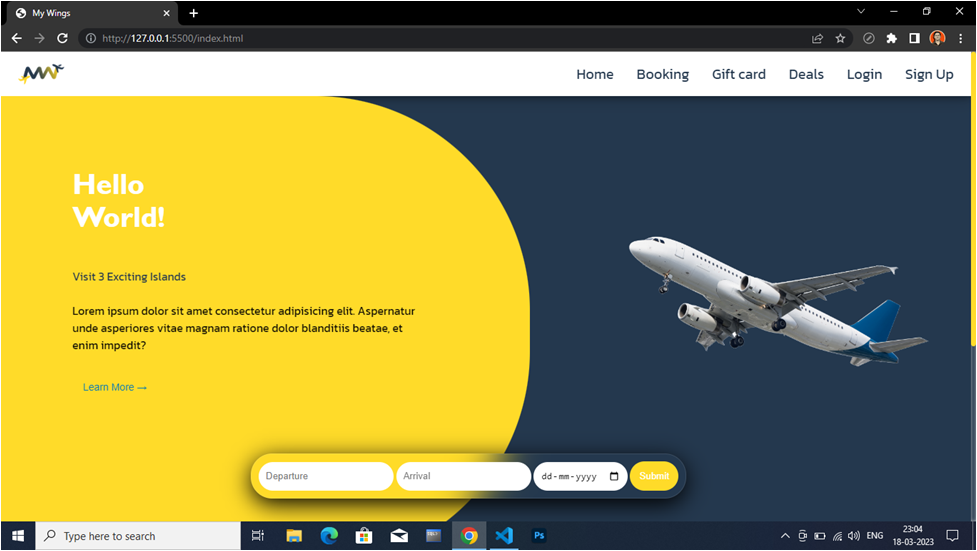 My Wings
http://127.0.0.1:5500/index.html
MW
Home Booking Gift card Deals Login Sign Up
Hello
World!
Visit 3 Exciting Islands
Lorem ipsum dolor sit amet consectetur adipisicing elit. Aspernatur
unde asperiores vitae magnam ratione dolor blanditiis beatae, et
enim impedit?
Learn More →
Departure Arrival dd-mm-yyyy Submit
Type here to search
Ps
ENG
23:04
18-03-2023